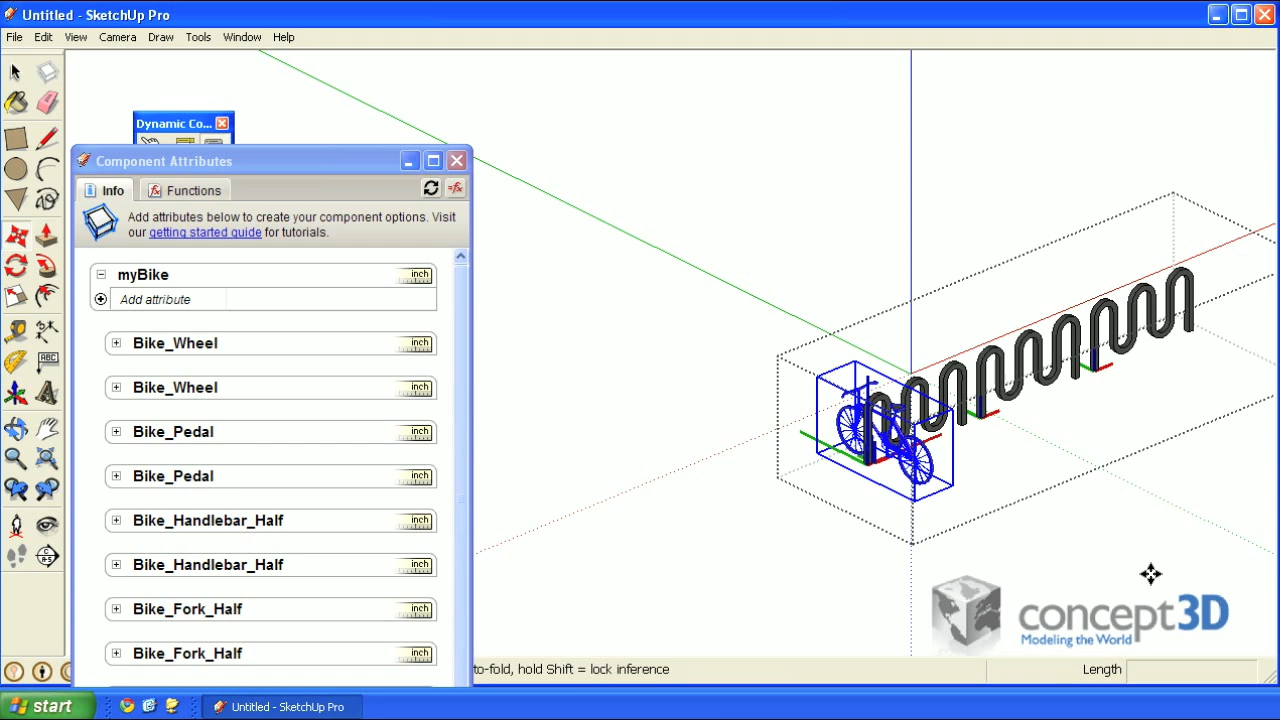 Untitled - SketchUp Pro
File Edit View Camera Draw Tools Window Help
Dynamic Co...
Component Attributes
Info Functions
Add attributes below to create your component options. Visit
our getting started guide for tutorials.
myBike inch
Add attribute
Bike_Wheel inch
Bike_Wheel inch
Bike_Pedal inch
Bike_Pedal inch
Bike_Handlebar_Half inch
Bike_Handlebar_Half inch
Bike_Fork_Half inch
Bike_Fork_Half inch
ABC
concept3D
Modeling the World
to-fold, hold Shift = lock inference
Length
start
Untitled - SketchUp Pro